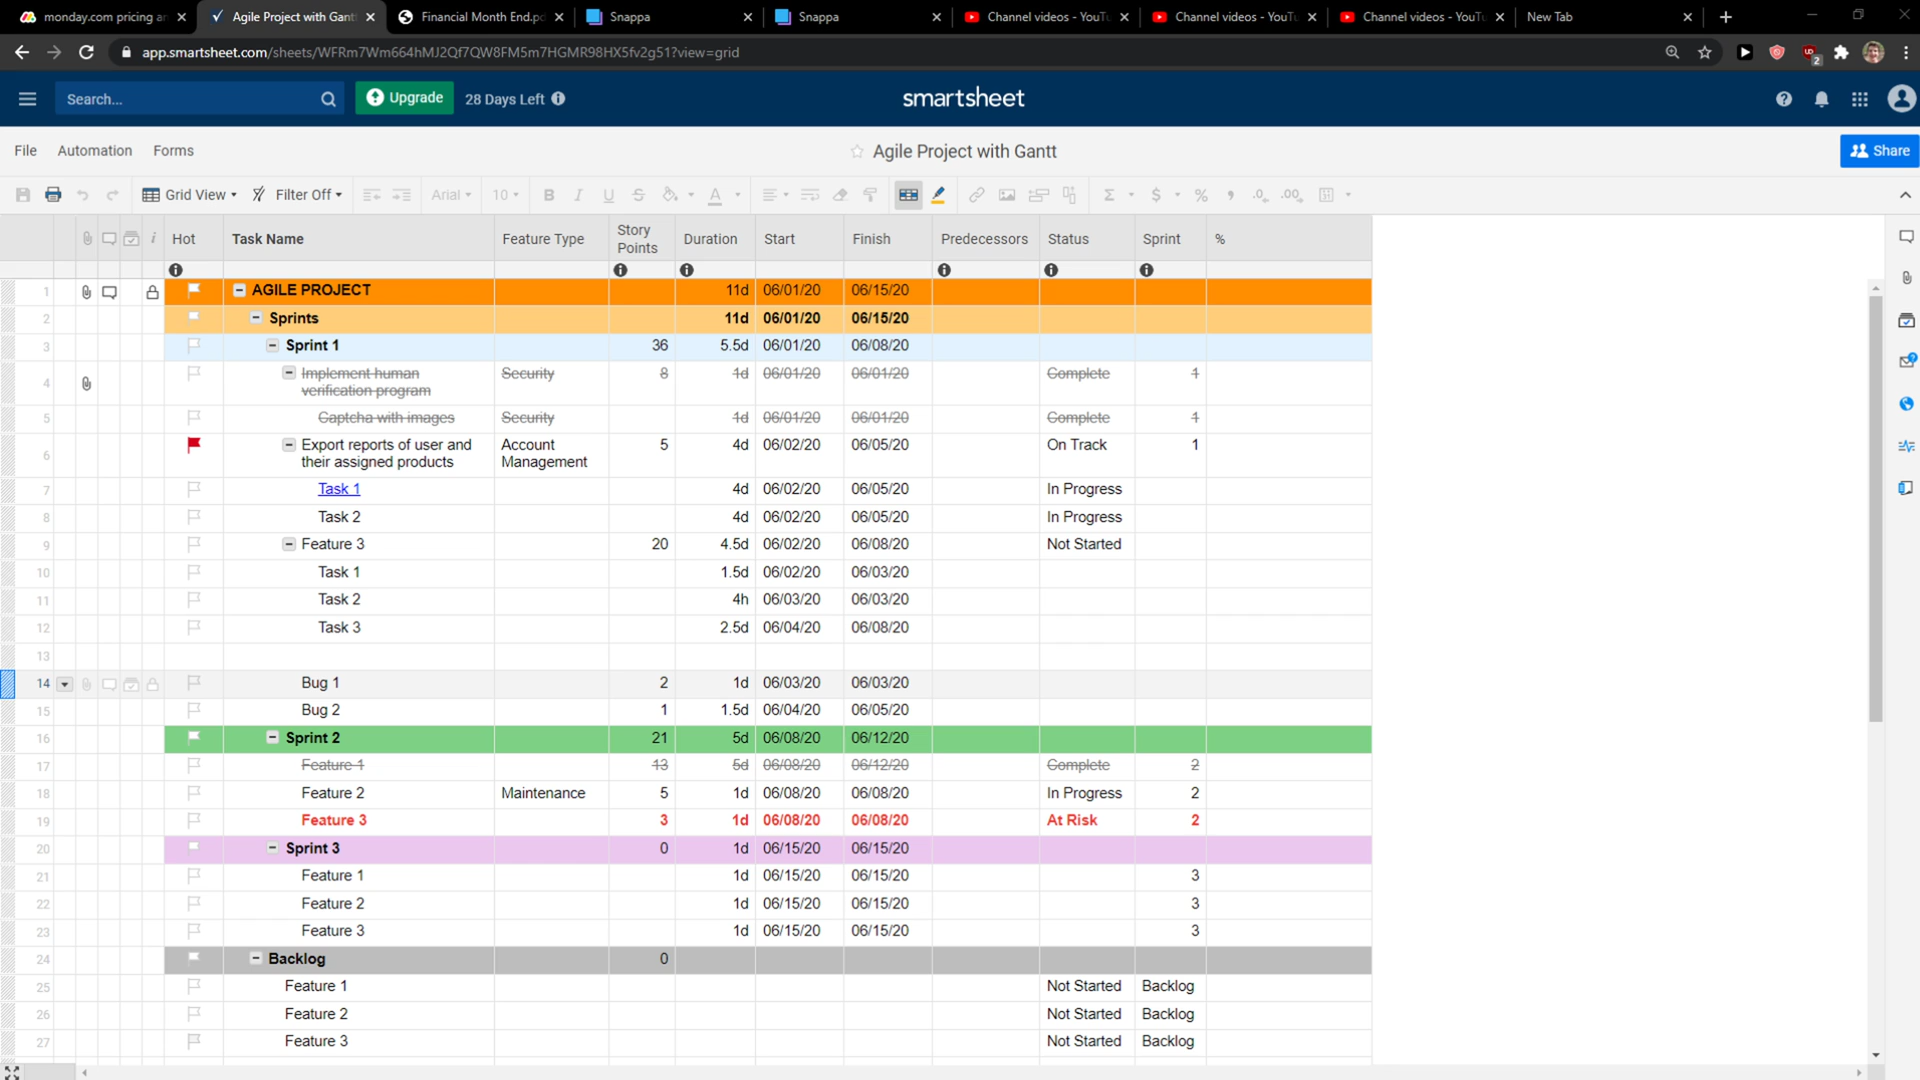 monday.com pricing ar
Agile Project with Gantt
Financial Month End.pd
Snappa
Snappa
Channel videos - YouTu
Channel videos - YouTu
Channel videos - YouTu
New Tab
app.smartsheet.com/sheets/WFRm7Wm664hMJ2Qf7QW8FM5m7HGMR98HX5fv2g51?view=grid
2
Search...
Upgrade
28 Days Left
smartsheet
File Automation Forms
Agile Project with Gantt
Share
Grid View
Filter Off
Arial
10
B I U S A Σ $ % , .0 .00
Hot Task Name Feature Type Story Points Duration Start Finish Predecessors Status Sprint %
1 AGILE PROJECT 11d 06/01/20 06/15/20
2 Sprints 11d 06/01/20 06/15/20
3 Sprint 1 36 5.5d 06/01/20 06/08/20
4 Implement human verification program Security 8 1d 06/01/20 06/01/20 Complete 1
5 Captcha with images Security 1d 06/01/20 06/01/20 Complete 1
6 Export reports of user and their assigned products Account Management 5 4d 06/02/20 06/05/20 On Track 1
7 Task 1 4d 06/02/20 06/05/20 In Progress
8 Task 2 4d 06/02/20 06/05/20 In Progress
9 Feature 3 20 4.5d 06/02/20 06/08/20 Not Started
10 Task 1 1.5d 06/02/20 06/03/20
11 Task 2 4h 06/03/20 06/03/20
12 Task 3 2.5d 06/04/20 06/08/20
13
14 Bug 1 2 1d 06/03/20 06/03/20
15 Bug 2 1 1.5d 06/04/20 06/05/20
16 Sprint 2 21 5d 06/08/20 06/12/20
17 Feature 1 13 5d 06/08/20 06/12/20 Complete 2
18 Feature 2 Maintenance 5 1d 06/08/20 06/08/20 In Progress 2
19 Feature 3 3 1d 06/08/20 06/08/20 At Risk 2
20 Sprint 3 0 1d 06/15/20 06/15/20
21 Feature 1 1d 06/15/20 06/15/20 3
22 Feature 2 1d 06/15/20 06/15/20 3
23 Feature 3 1d 06/15/20 06/15/20 3
24 Backlog 0
25 Feature 1 Not Started Backlog
26 Feature 2 Not Started Backlog
27 Feature 3 Not Started Backlog